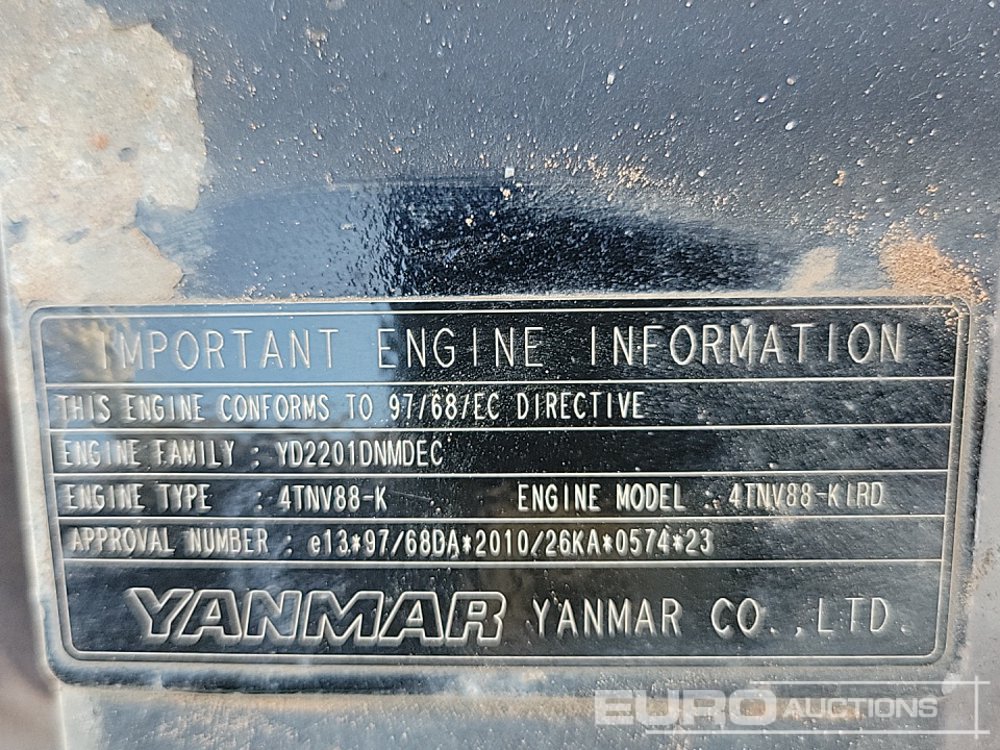 IMPORTANT ENGINE INFORMATION
THIS ENGINE CONFORMS TO 97/68/EC DIRECTIVE
ENGINE FAMILY : YD2201DNMDEC
ENGINE TYPE : 4TNV88-K ENGINE MODEL : 4TNV88-KIRD
APPROVAL NUMBER : e13*97/68DA*2010/26KA*0574*23
YANMAR YANMAR CO.,LTD.
EURO AUCTIONS